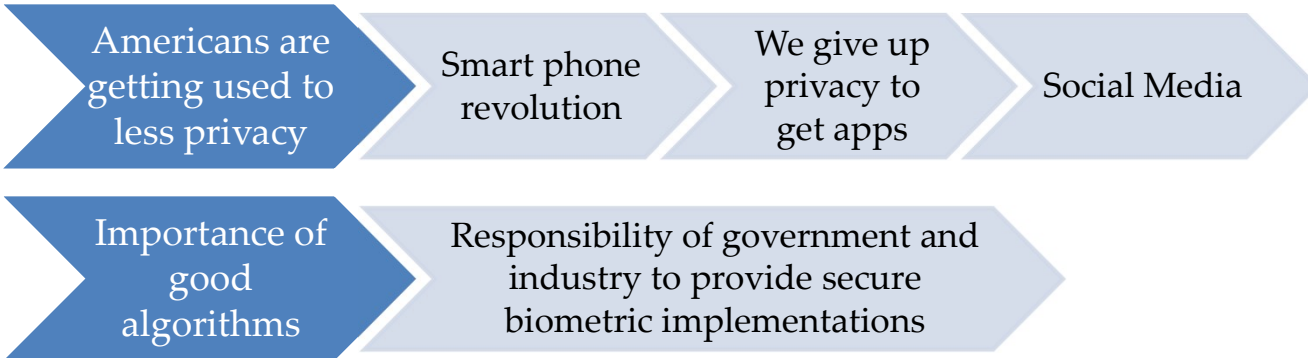 Americans are
getting used to
less privacy
Smart phone
revolution
We give up
privacy to
get apps
Social Media
Importance of
good
algorithms
Responsibility of government and
industry to provide secure
biometric implementations